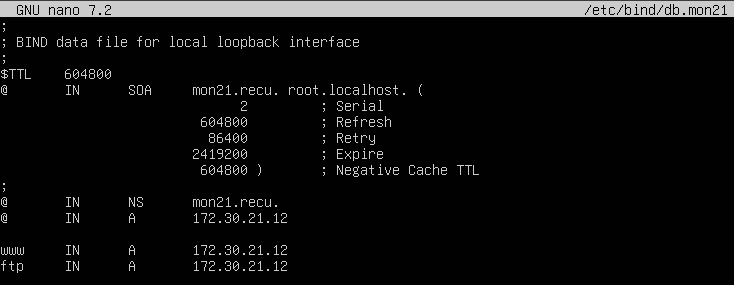 GNU nano 7.2 /etc/bind/db.mon21
;
; BIND data file for local loopback interface
;
$TTL 604800
@ IN SOA mon21.recu. root.localhost. (
2 ; Serial
604800 ; Refresh
86400 ; Retry
2419200 ; Expire
604800 ) ; Negative Cache TTL
;
@ IN NS mon21.recu.
@ IN A 172.30.21.12
www IN A 172.30.21.12
ftp IN A 172.30.21.12